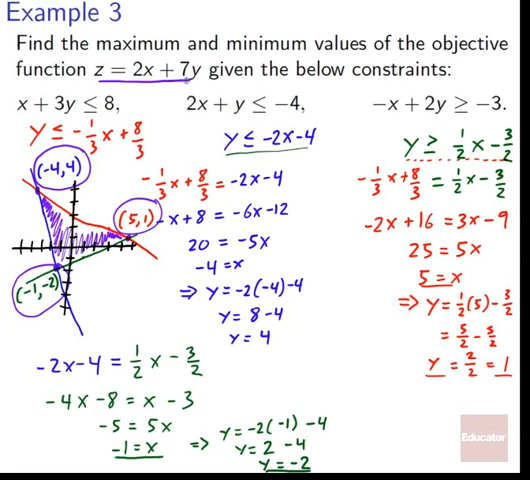 Example 3
Find the maximum and minimum values of the objective
function z = 2x + 7y given the below constraints:
x + 3y ≤ 8, 2x + y ≤ −4, −x + 2y ≥ −3.
y ≤ -1/3 x + 8/3
y ≤ -2x-4
y ≥ 1/2 x - 3/2
(-4,4)
(5,1)
(-1,-2)
-1/3 x + 8/3 = -2x-4
-x+8 = -6x-12
20 = -5x
-4=x
⇒ y=-2(-4)-4
y= 8-4
y= 4
-1/3 x + 8/3 = 1/2 x - 3/2
-2x+16 =3x-9
25 = 5x
5=x
⇒ y= 1/2 (5) - 3/2
= 5/2 - 3/2
y = 2/2 = 1
-2x-4 = 1/2 x - 3/2
-4x-8=x-3
-5 = 5x
-1=x
⇒ y=-2(-1)-4
y= 2 -4
y=-2
Educator